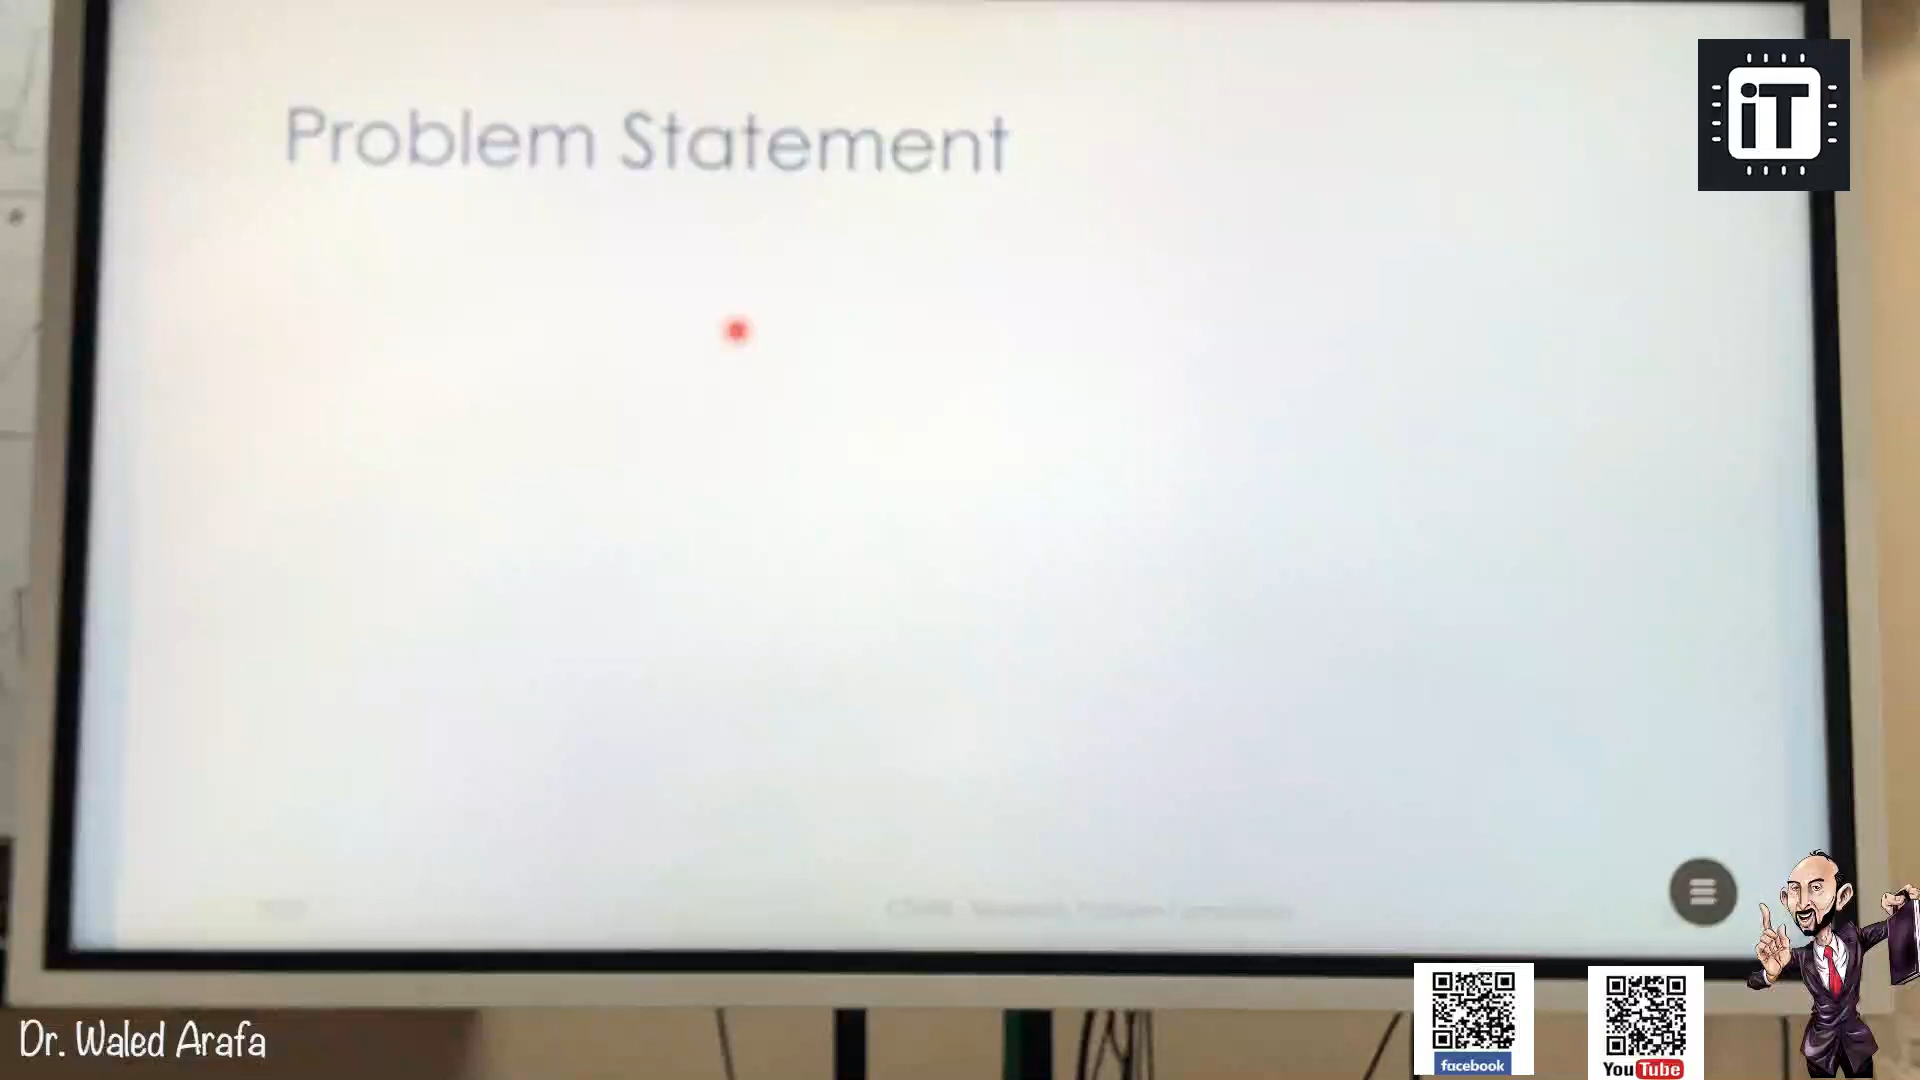 Problem Statement
iT
Dr. Waled Arafa
facebook
YouTube